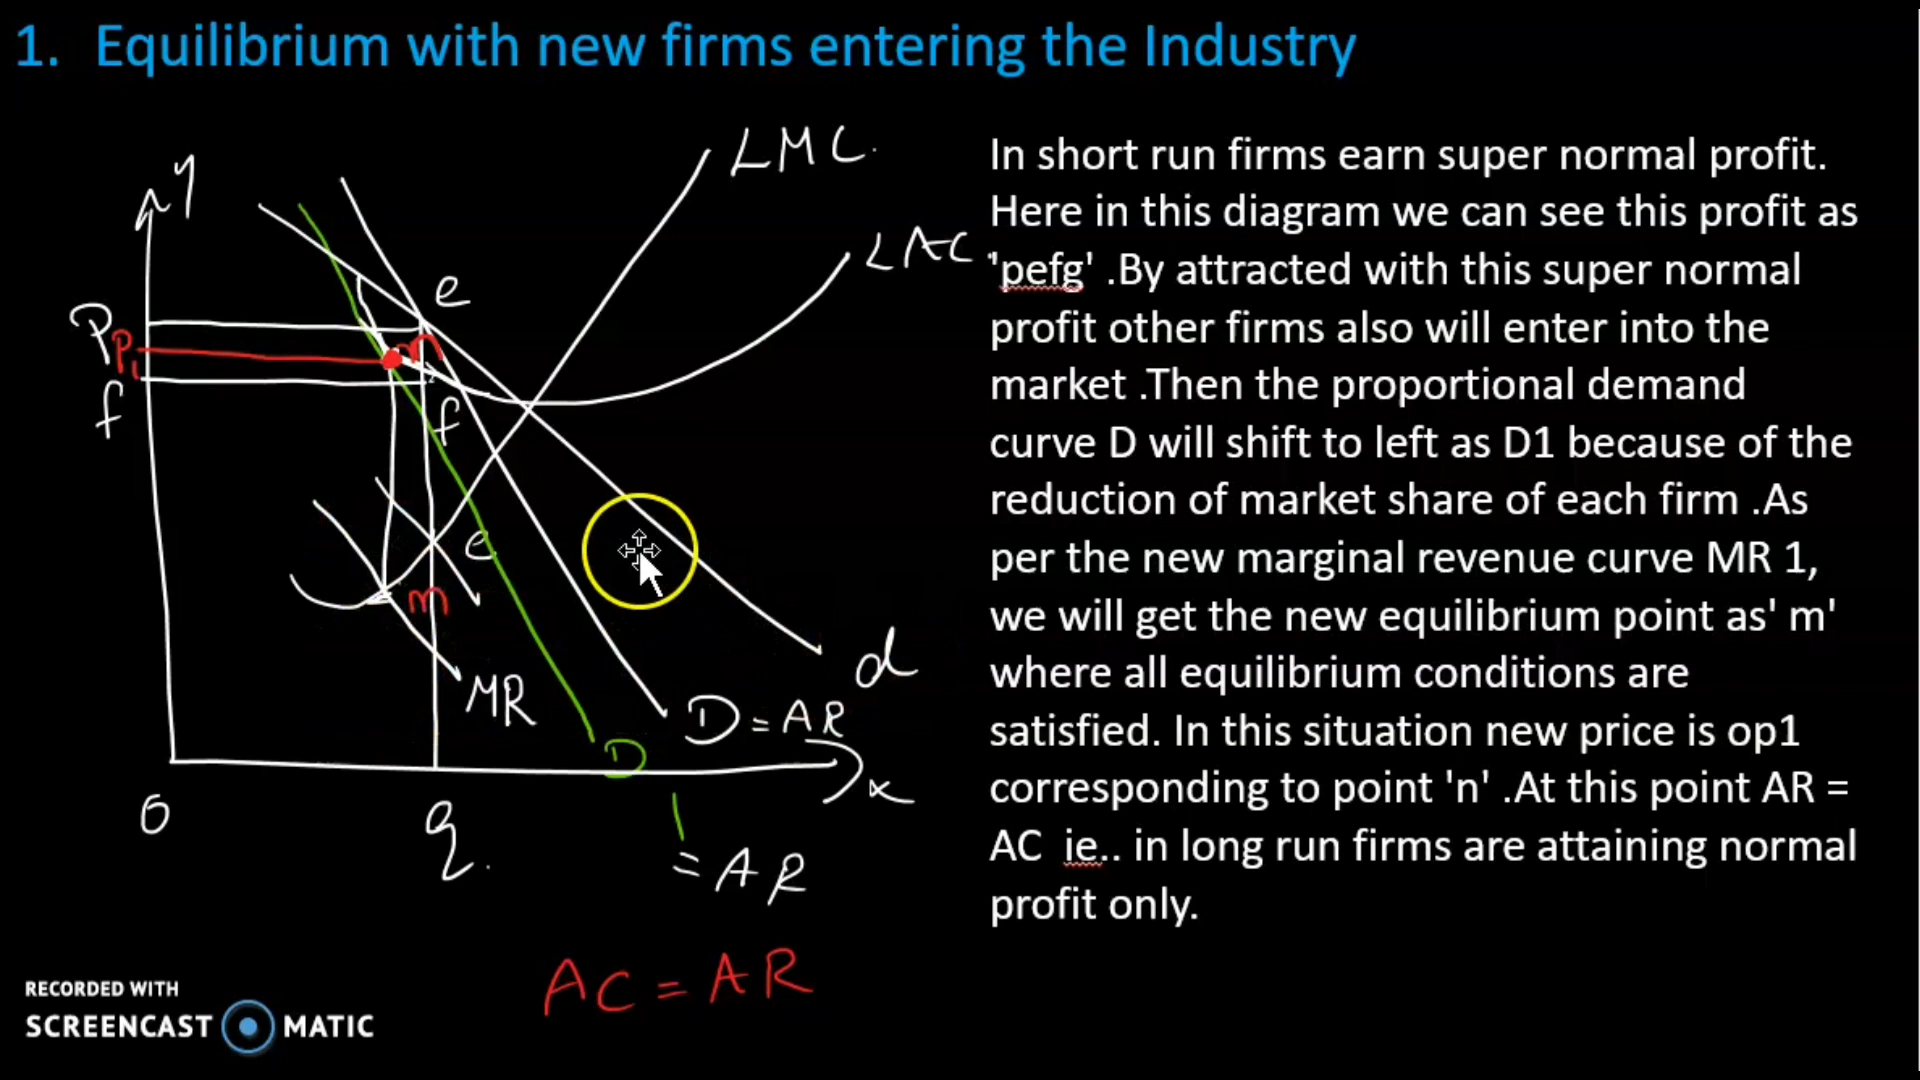 1. Equilibrium with new firms entering the Industry
In short run firms earn super normal profit.
Here in this diagram we can see this profit as
'pefg' .By attracted with this super normal
profit other firms also will enter into the
market .Then the proportional demand
curve D will shift to left as D1 because of the
reduction of market share of each firm .As
per the new marginal revenue curve MR 1,
we will get the new equilibrium point as' m'
where all equilibrium conditions are
satisfied. In this situation new price is op1
corresponding to point 'n' .At this point AR =
AC ie.. in long run firms are attaining normal
profit only.
y
LMC.
LAC
e
P
P1
n
f
f
e
m
MR
d
D = AR
D
x
O
q.
1
= AR
AC = AR
RECORDED WITH
SCREENCAST MATIC